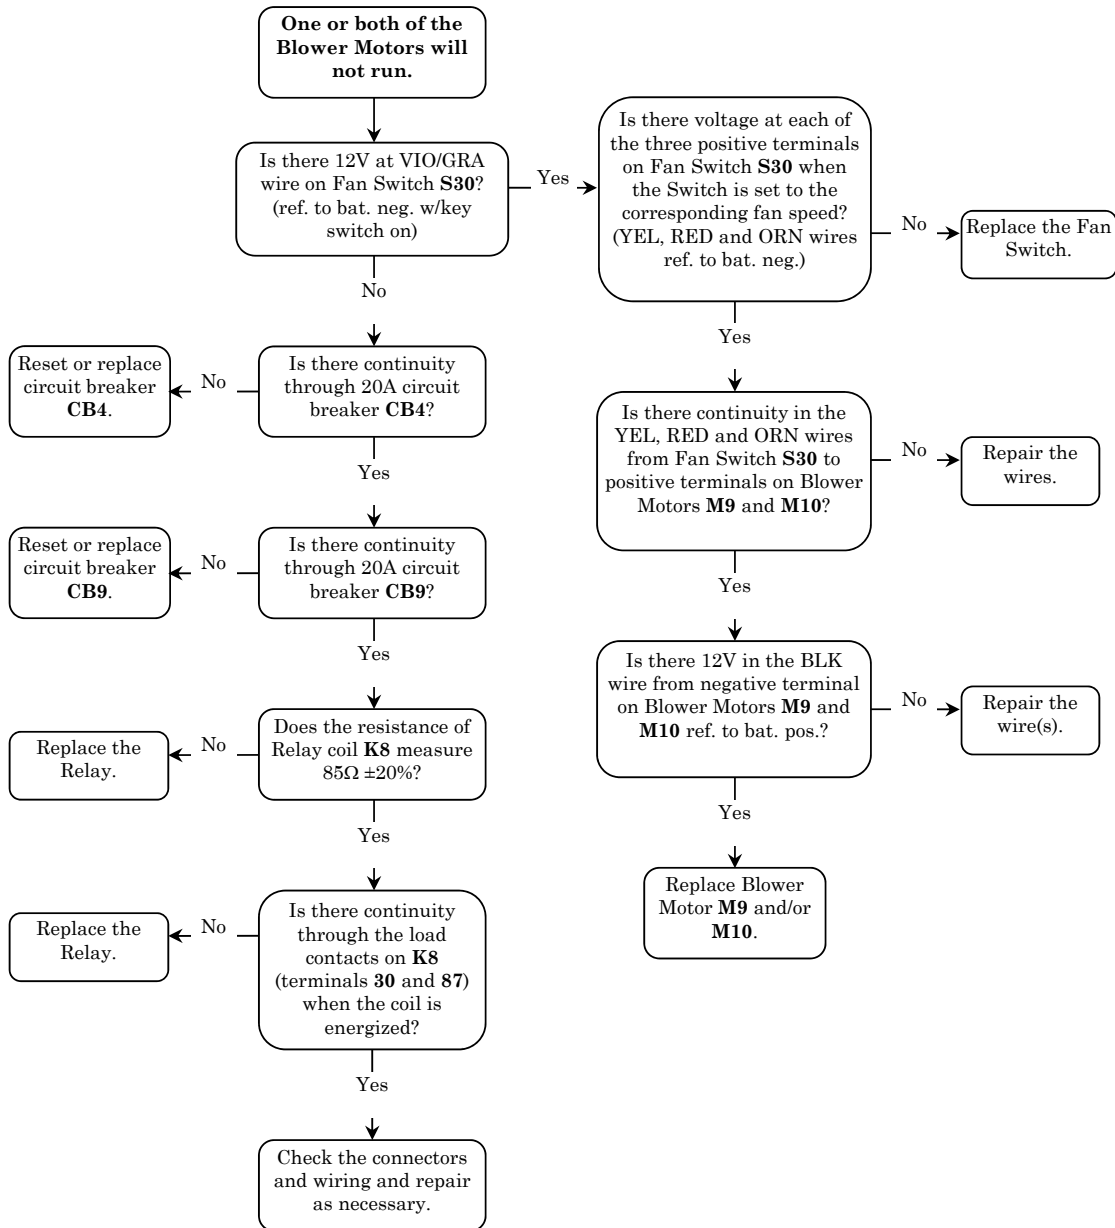 One or both of the
Blower Motors will
not run.
Is there 12V at VIO/GRA
wire on Fan Switch S30?
(ref. to bat. neg. w/key
switch on)
Yes
Is there voltage at each of
the three positive terminals
on Fan Switch S30 when
the Switch is set to the
corresponding fan speed?
(YEL, RED and ORN wires
ref. to bat. neg.)
No
Replace the Fan
Switch.
No
Yes
Reset or replace
circuit breaker
CB4.
No
Is there continuity
through 20A circuit
breaker CB4?
Yes
Is there continuity in the
YEL, RED and ORN wires
from Fan Switch S30 to
positive terminals on Blower
Motors M9 and M10?
No
Repair the
wires.
Yes
Reset or replace
circuit breaker
CB9.
No
Is there continuity
through 20A circuit
breaker CB9?
Yes
Is there 12V in the BLK
wire from negative terminal
on Blower Motors M9 and
M10 ref. to bat. pos.?
No
Repair the
wire(s).
Yes
Replace the
Relay.
No
Does the resistance of
Relay coil K8 measure
85Ω ±20%?
Yes
Replace Blower
Motor M9 and/or
M10.
Replace the
Relay.
No
Is there continuity
through the load
contacts on K8
(terminals 30 and 87)
when the coil is
energized?
Yes
Check the connectors
and wiring and repair
as necessary.